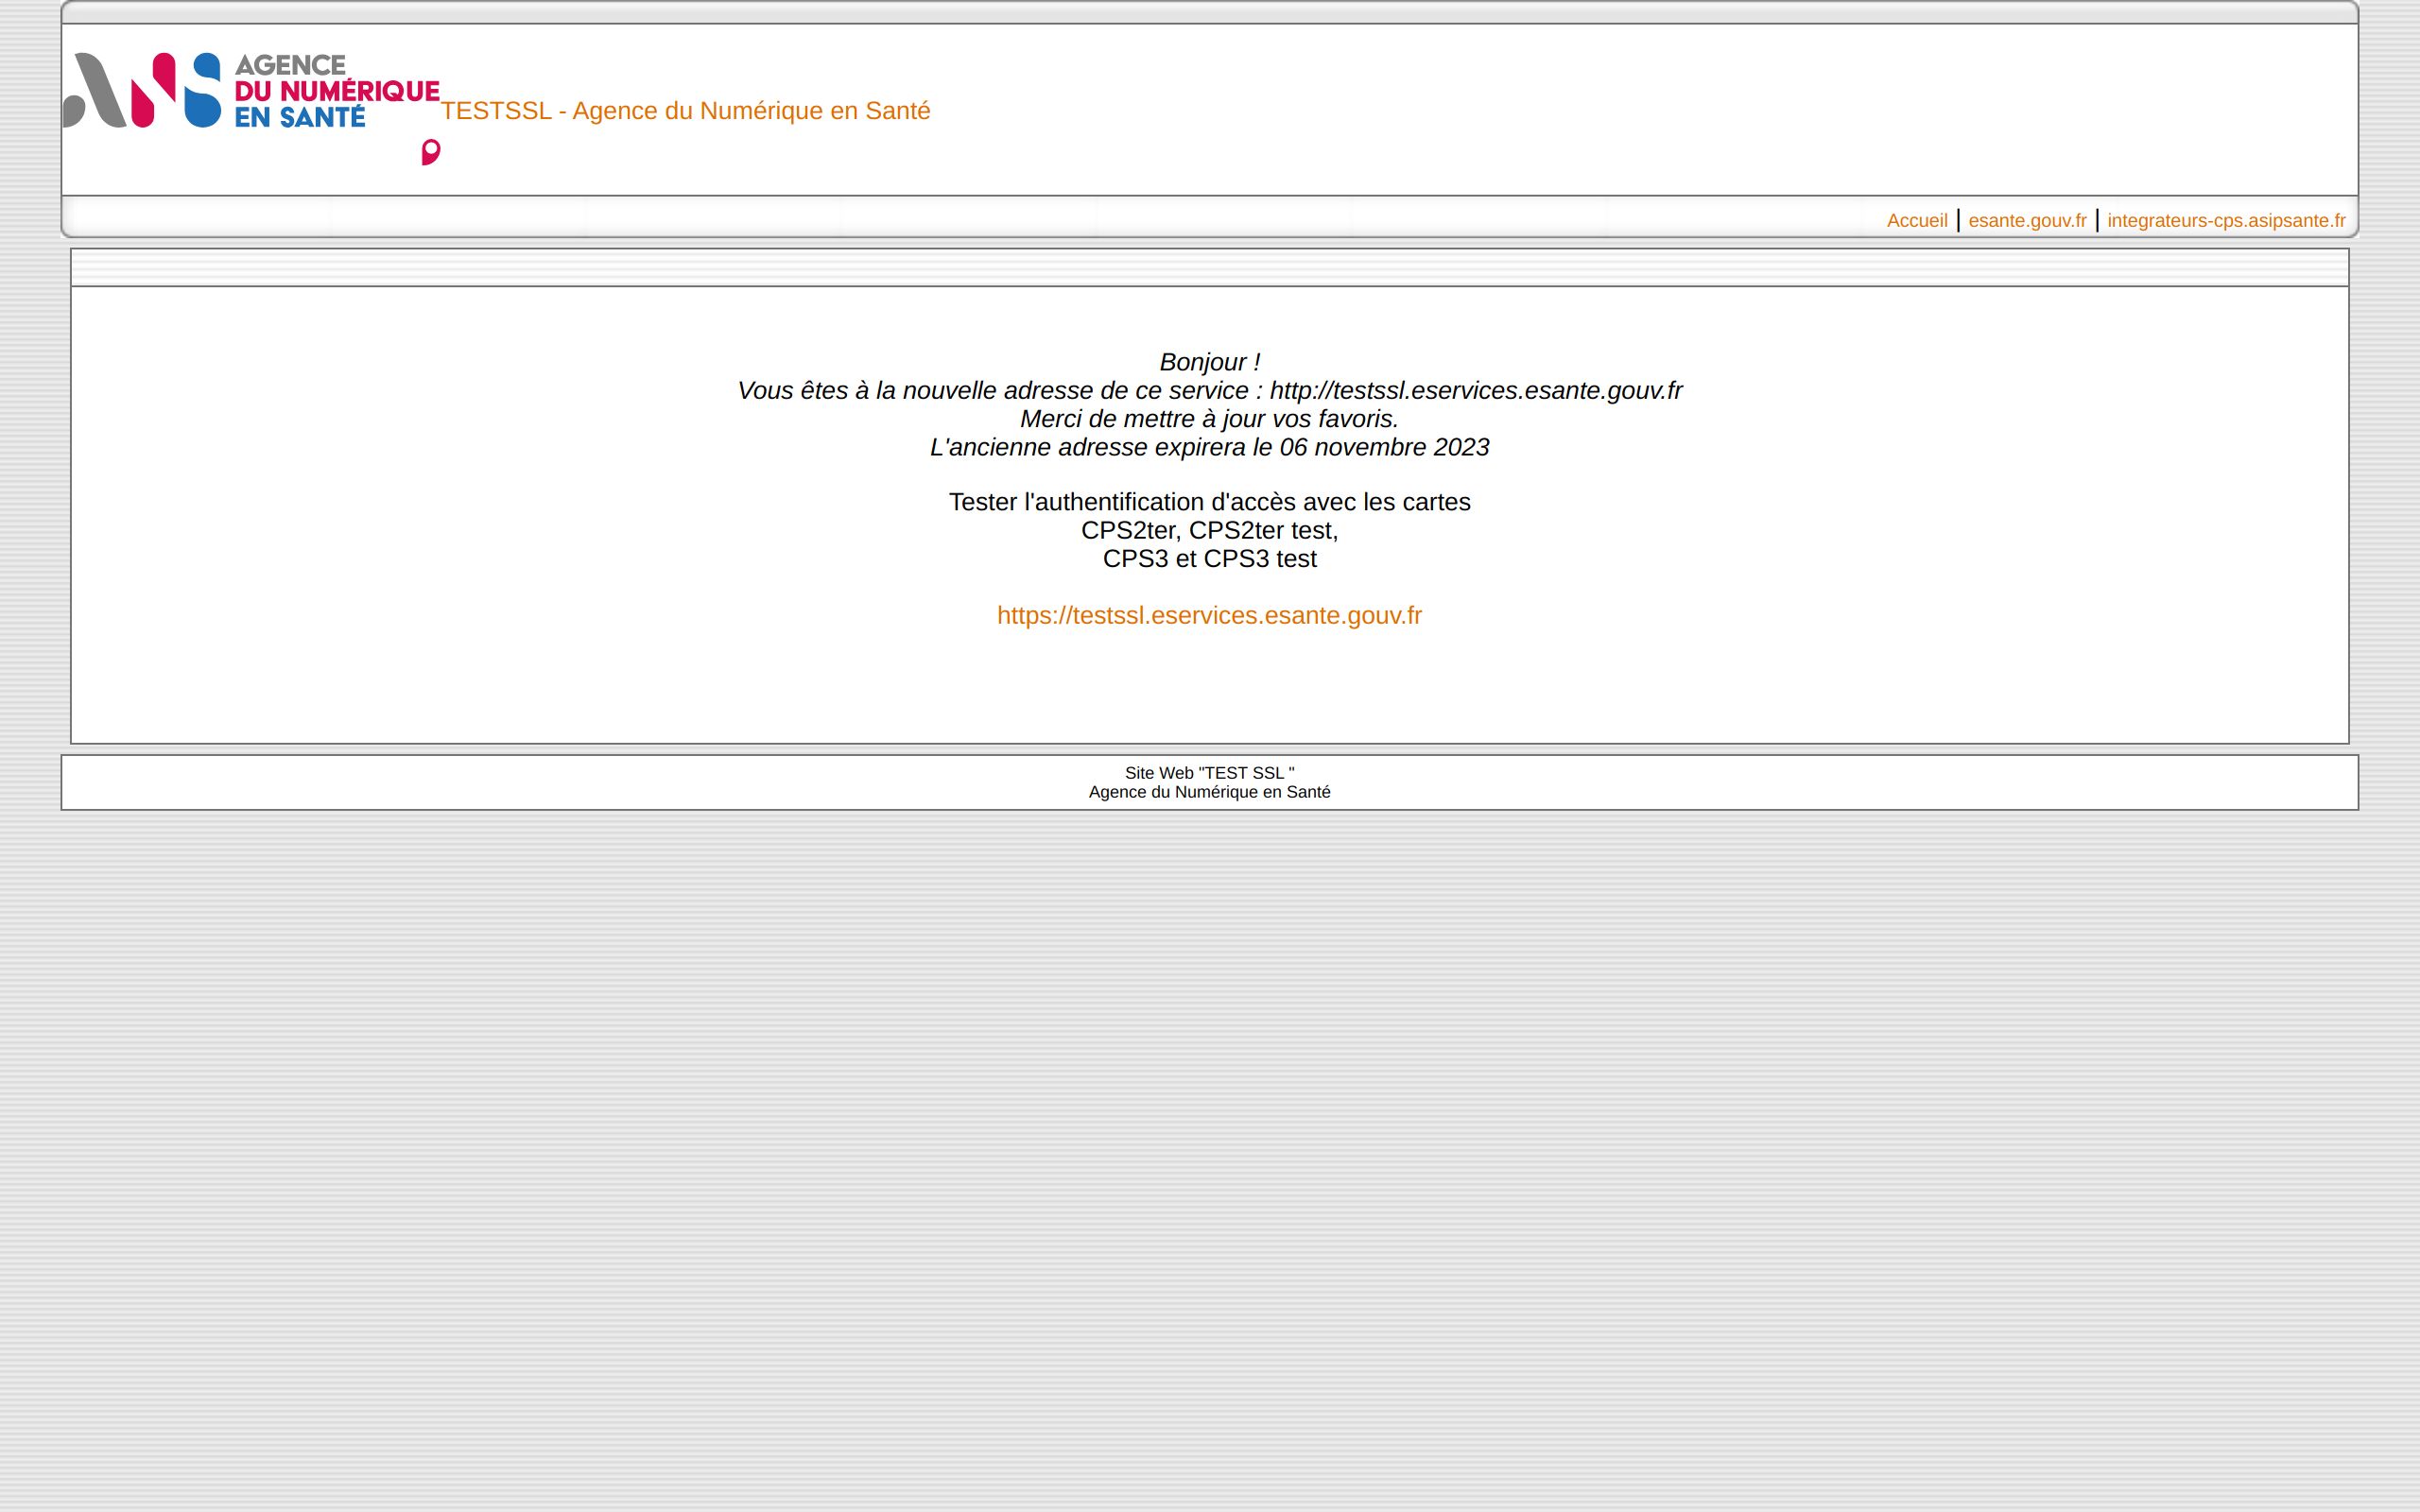 AGENCE
DU NUMÉRIQUE
EN SANTÉ
TESTSSL - Agence du Numérique en Santé
Accueil | esante.gouv.fr | integrateurs-cps.asipsante.fr
Bonjour !
Vous êtes à la nouvelle adresse de ce service : http://testssl.eservices.esante.gouv.fr
Merci de mettre à jour vos favoris.
L'ancienne adresse expirera le 06 novembre 2023
Tester l'authentification d'accès avec les cartes
CPS2ter, CPS2ter test,
CPS3 et CPS3 test
https://testssl.eservices.esante.gouv.fr
Site Web "TEST SSL "
Agence du Numérique en Santé